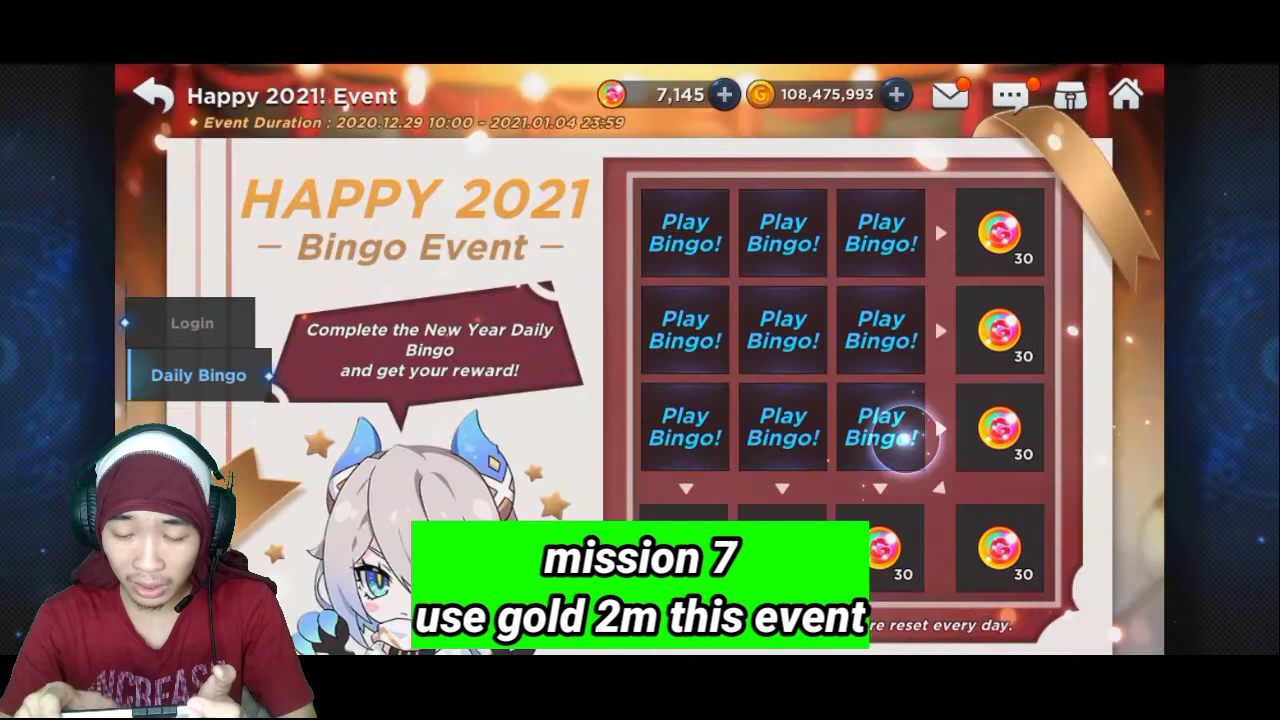 Happy 2021! Event
7,145
108,475,993
Event Duration : 2020.12.29 10:00 - 2021.01.04 23:59
HAPPY 2021
— Bingo Event —
Login
Daily Bingo
Complete the New Year Daily
Bingo
and get your reward!
Play Bingo!
Play Bingo!
Play Bingo!
30
Play Bingo!
Play Bingo!
Play Bingo!
30
Play Bingo!
Play Bingo!
Play Bingo!
30
30
30
reset every day.
mission 7
use gold 2m this event
INCREAS